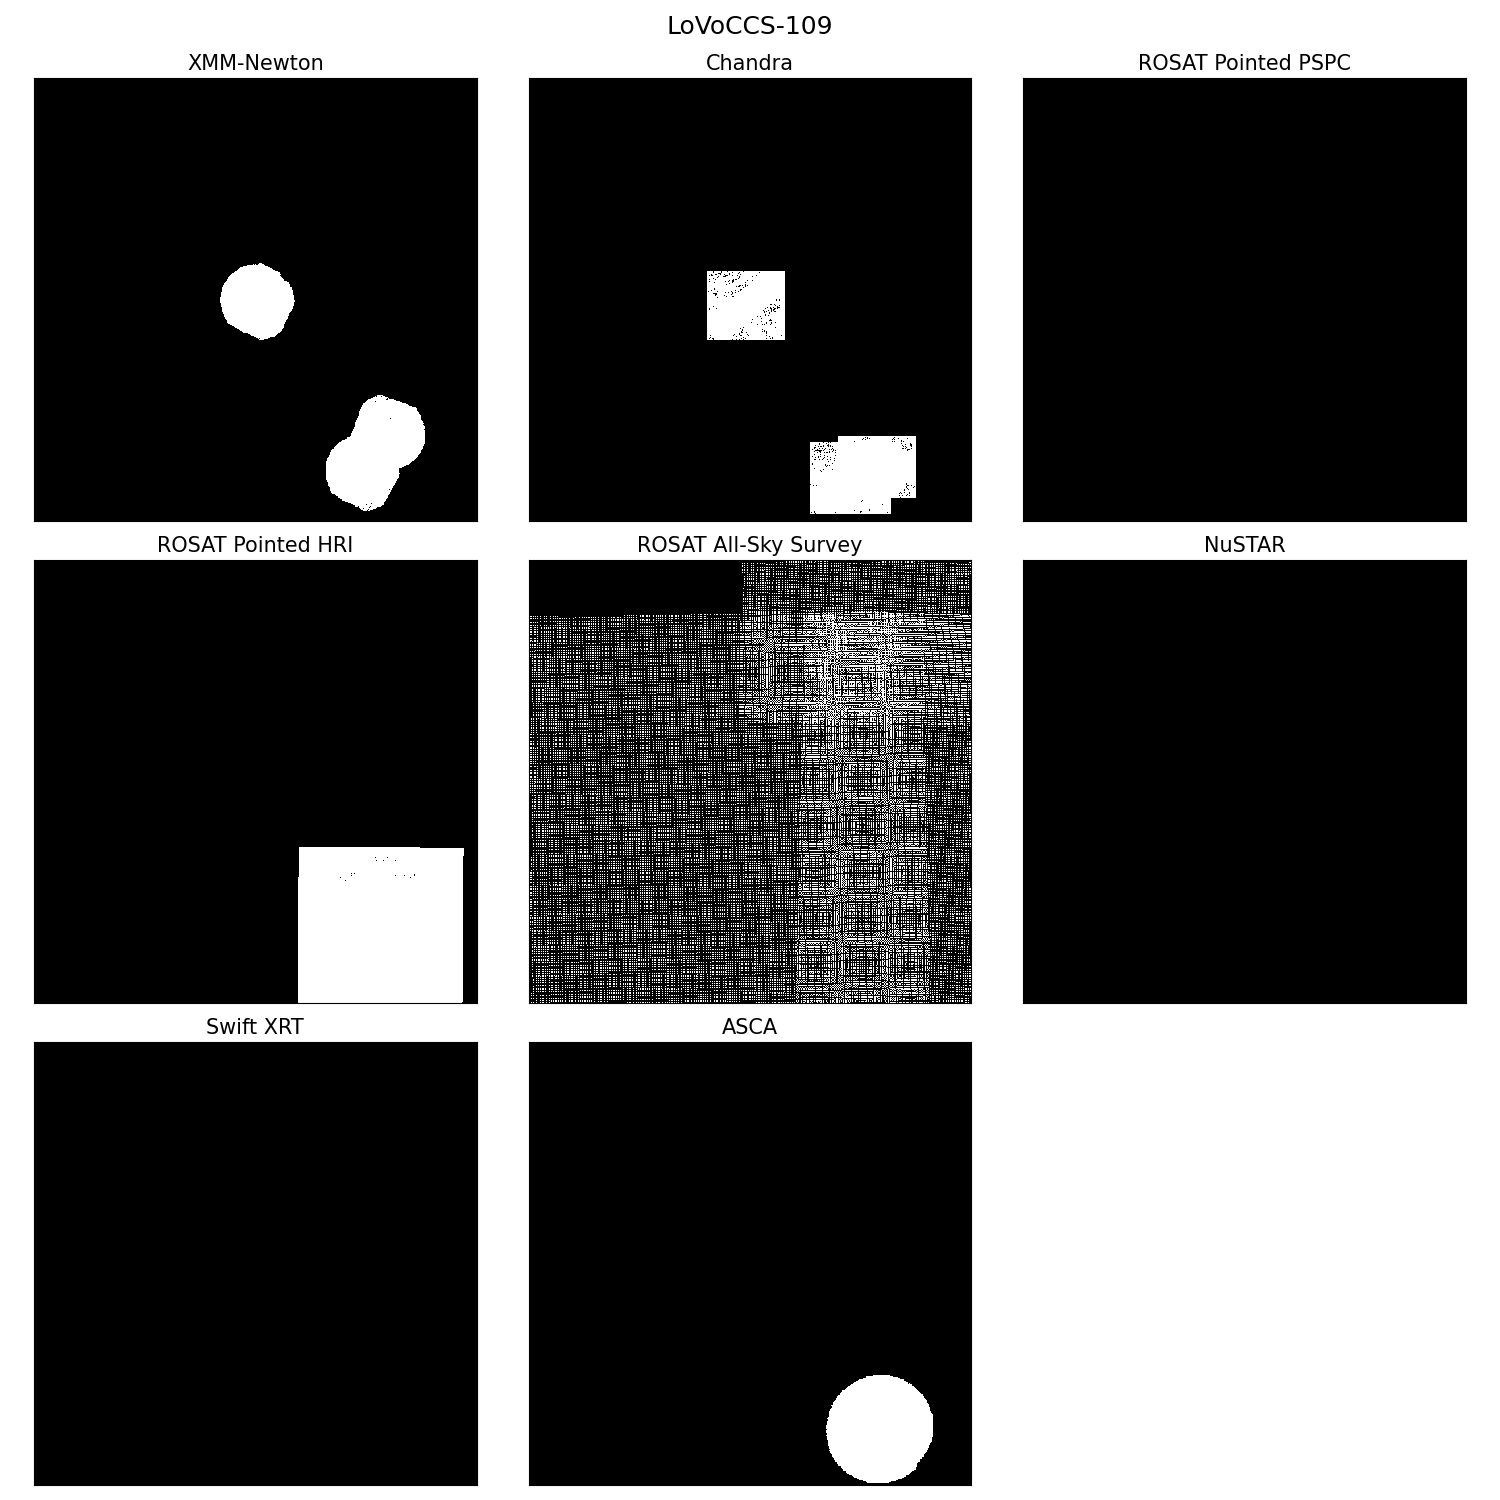 LoVoCCS-109
XMM-Newton
Chandra
ROSAT Pointed PSPC
ROSAT Pointed HRI
ROSAT All-Sky Survey
NuSTAR
Swift XRT
ASCA